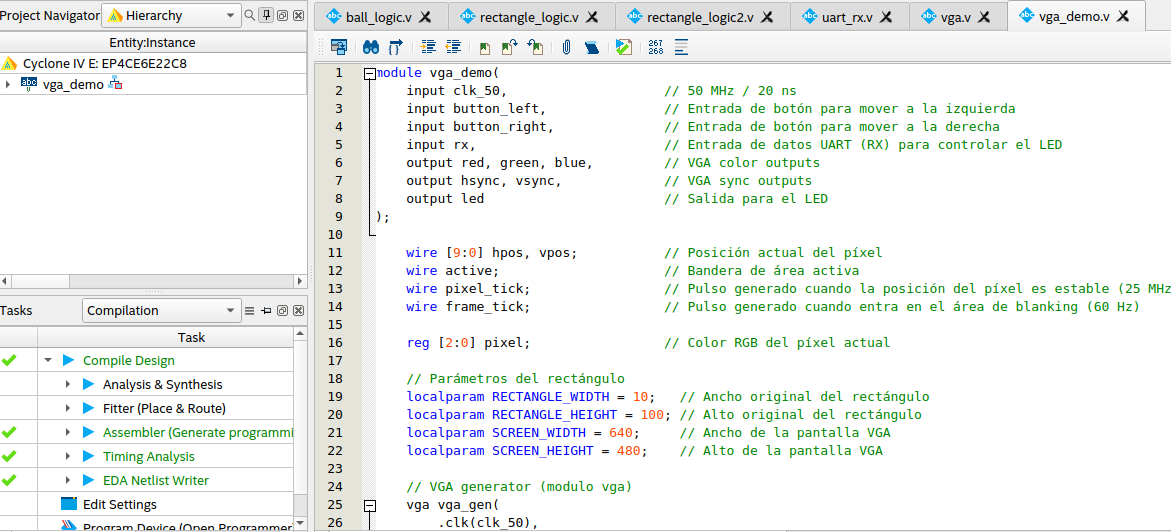 Project Navigator Hierarchy
Entity:Instance
Cyclone IV E: EP4CE6E22C8
abc vga_demo
Tasks Compilation
Task
Compile Design
Analysis & Synthesis
Fitter (Place & Route)
Assembler (Generate programmi
Timing Analysis
EDA Netlist Writer
Edit Settings
Program Device (Open Programmer
abc ball_logic.v abc rectangle_logic.v abc rectangle_logic2.v abc uart_rx.v abc vga.v abc vga_demo.v
267
268
1 module vga_demo(
2 input clk_50, // 50 MHz / 20 ns
3 input button_left, // Entrada de botón para mover a la izquierda
4 input button_right, // Entrada de botón para mover a la derecha
5 input rx, // Entrada de datos UART (RX) para controlar el LED
6 output red, green, blue, // VGA color outputs
7 output hsync, vsync, // VGA sync outputs
8 output led // Salida para el LED
9 );
10
11 wire [9:0] hpos, vpos; // Posición actual del píxel
12 wire active; // Bandera de área activa
13 wire pixel_tick; // Pulso generado cuando la posición del píxel es estable (25 MHz
14 wire frame_tick; // Pulso generado cuando entra en el área de blanking (60 Hz)
15
16 reg [2:0] pixel; // Color RGB del píxel actual
17
18 // Parámetros del rectángulo
19 localparam RECTANGLE_WIDTH = 10; // Ancho original del rectángulo
20 localparam RECTANGLE_HEIGHT = 100; // Alto original del rectángulo
21 localparam SCREEN_WIDTH = 640; // Ancho de la pantalla VGA
22 localparam SCREEN_HEIGHT = 480; // Alto de la pantalla VGA
23
24 // VGA generator (modulo vga)
25 vga vga_gen(
26 .clk(clk_50),